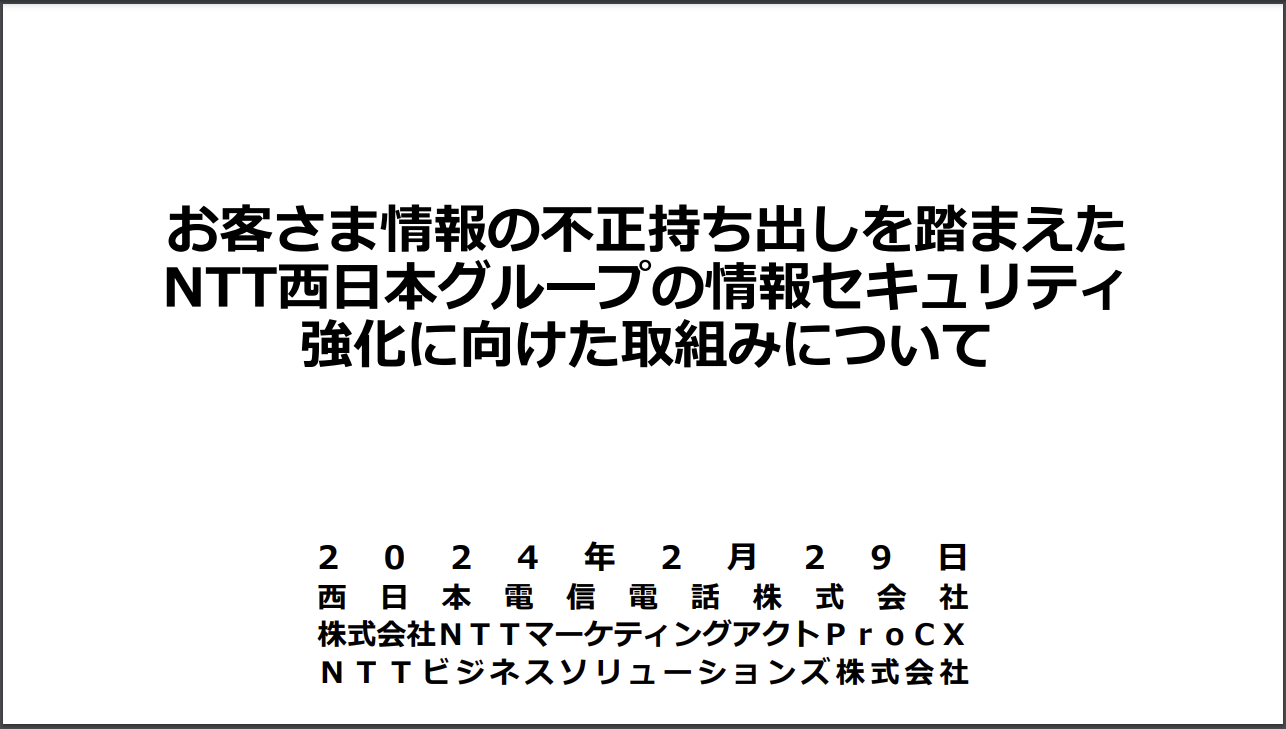 お客さま情報の不正持ち出しを踏まえた
NTT西日本グループの情報セキュリティ
強化に向けた取組みについて
２０２４年２月２９日
西日本電信電話株式会社
株式会社ＮＴＴマーケティングアクトＰｒｏＣＸ
ＮＴＴビジネスソリューションズ株式会社